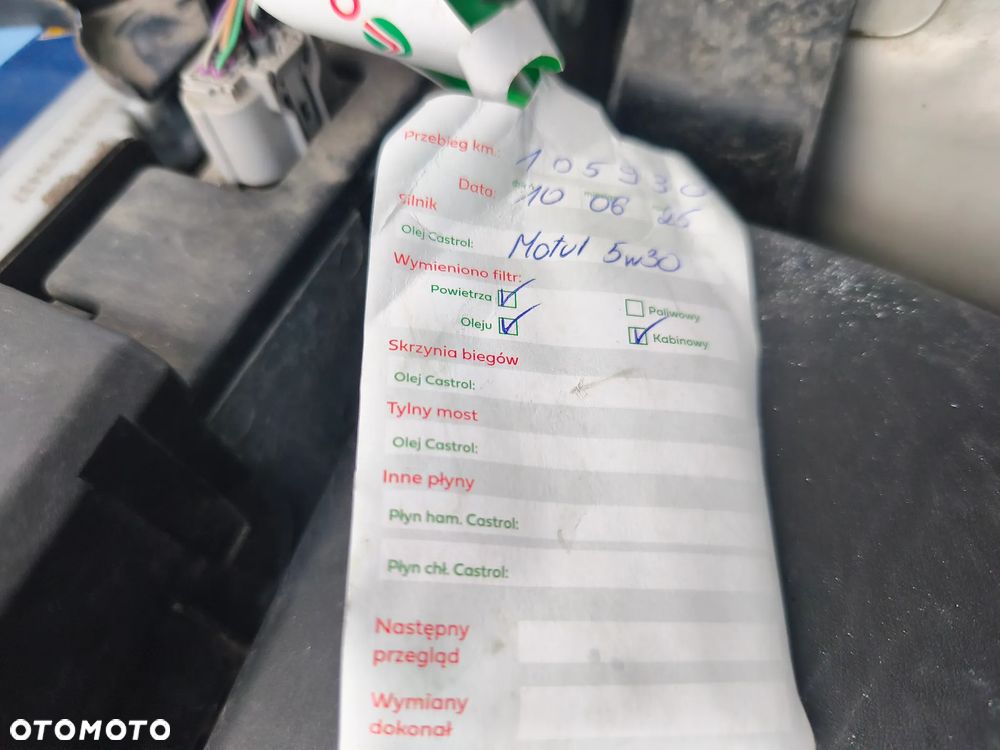 Przebieg km.: 105930
Data: 10 06 25
Silnik
Olej Castrol: Motul 5w30
Wymieniono filtr:
Powietrza Paliwowy
Oleju Kabinowy
Skrzynia biegów
Olej Castrol:
Tylny most
Olej Castrol:
Inne płyny
Płyn ham. Castrol:
Płyn chł. Castrol:
Następny
przegląd
Wymiany
dokonał
OTOMOTO